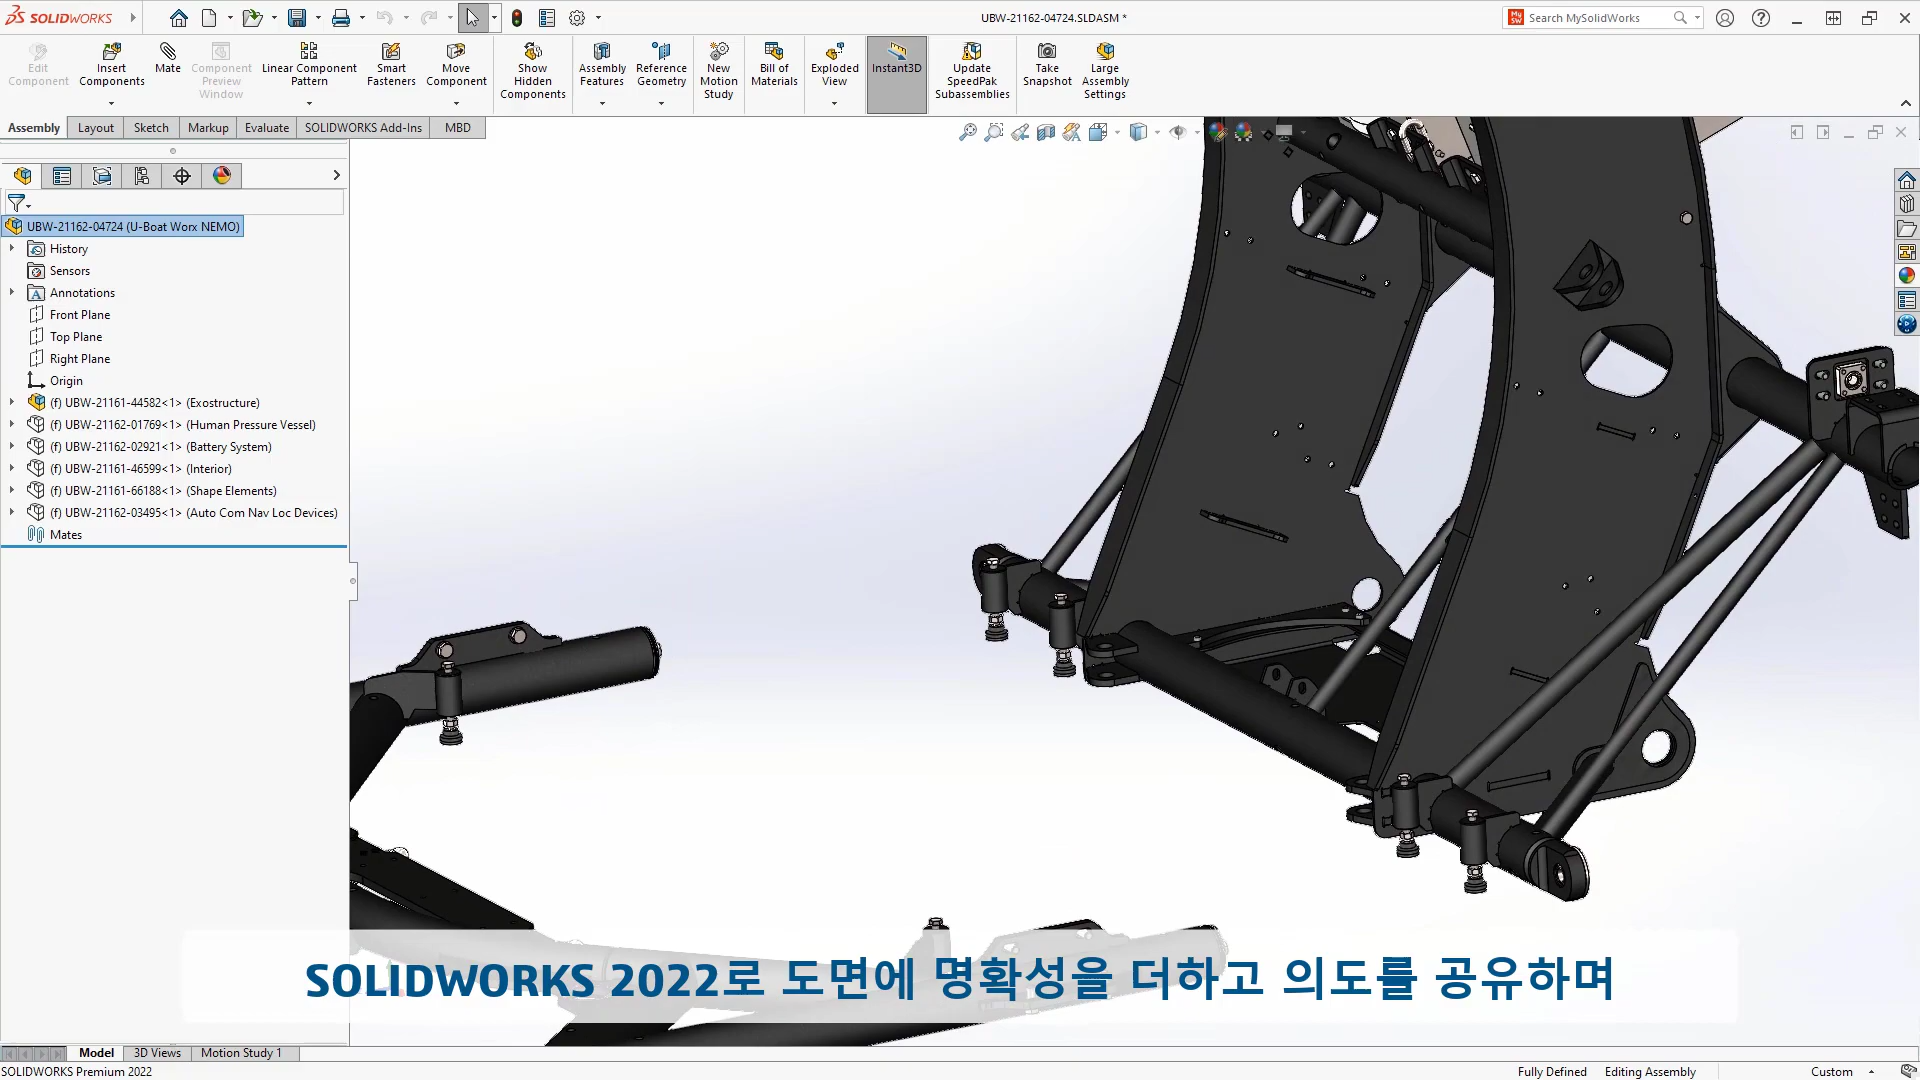 SOLIDWORKS
UBW-21162-04724.SLDASM *
Search MySolidWorks
Edit Component
Insert Components
Mate
Component Preview Window
Linear Component Pattern
Smart Fasteners
Move Component
Show Hidden Components
Assembly Features
Reference Geometry
New Motion Study
Bill of Materials
Exploded View
Instant3D
Update SpeedPak Subassemblies
Take Snapshot
Large Assembly Settings
Assembly
Layout
Sketch
Markup
Evaluate
SOLIDWORKS Add-Ins
MBD
UBW-21162-04724 (U-Boat Worx NEMO)
History
Sensors
Annotations
Front Plane
Top Plane
Right Plane
Origin
(f) UBW-21161-44582<1> (Exostructure)
(f) UBW-21162-01769<1> (Human Pressure Vessel)
(f) UBW-21162-02921<1> (Battery System)
(f) UBW-21161-46599<1> (Interior)
(f) UBW-21161-66188<1> (Shape Elements)
(f) UBW-21162-03495<1> (Auto Com Nav Loc Devices)
Mates
SOLIDWORKS 2022로 도면에 명확성을 더하고 의도를 공유하며
Model
3D Views
Motion Study 1
SOLIDWORKS Premium 2022
Fully Defined
Editing Assembly
Custom